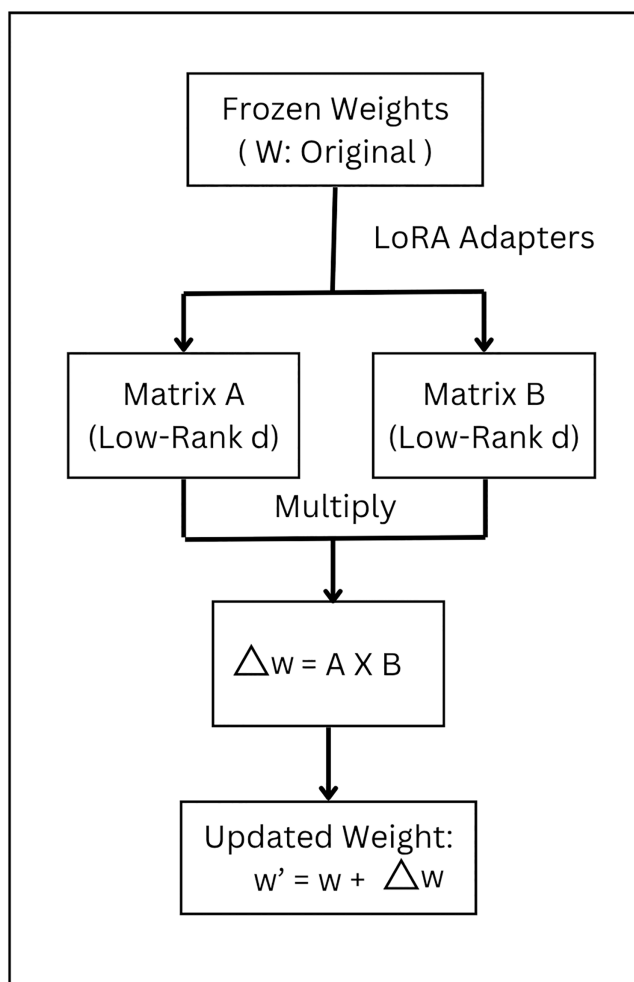 Frozen Weights
( W: Original )
LoRA Adapters
Matrix A
(Low-Rank d)
Matrix B
(Low-Rank d)
Multiply
△w = A X B
Updated Weight:
w’ = w + △w